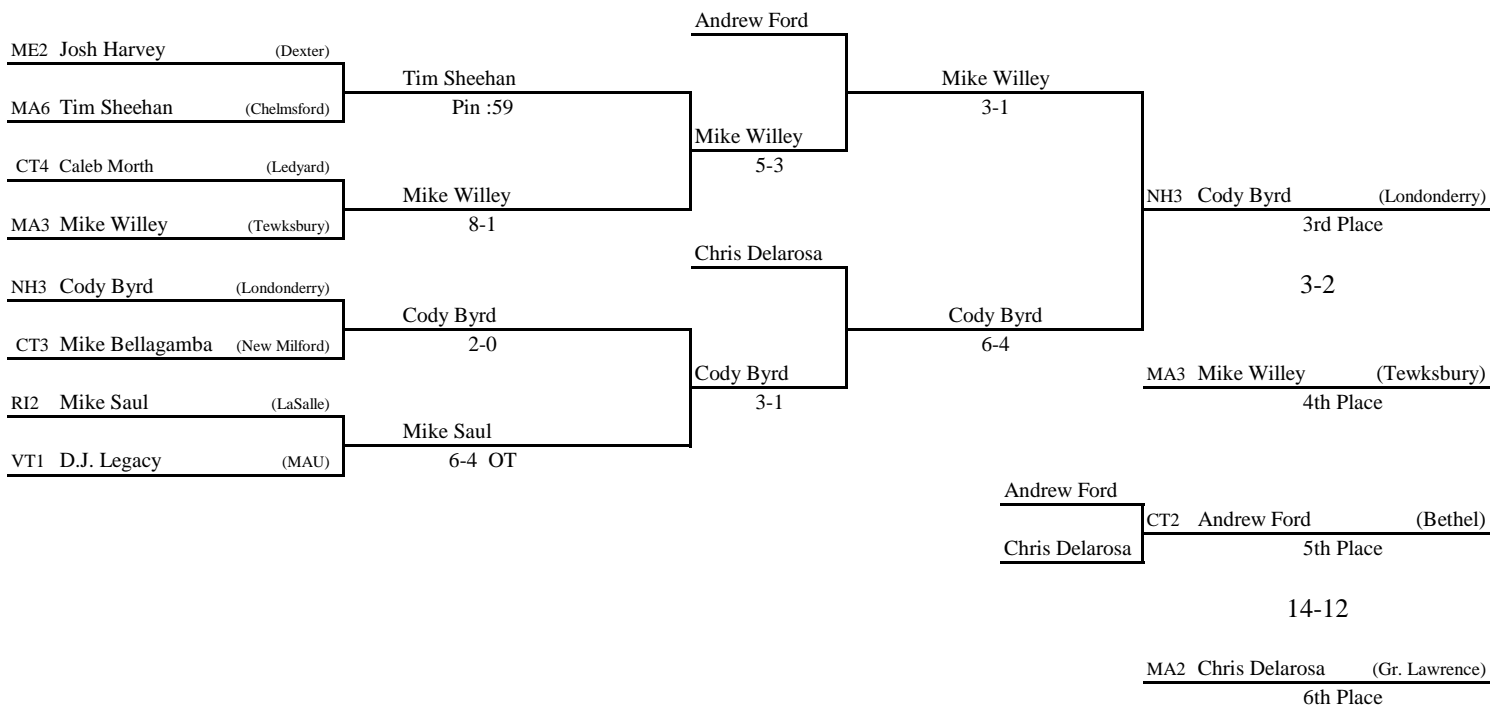 Andrew Ford
ME2 Josh Harvey (Dexter)
Tim Sheehan
Mike Willey
MA6 Tim Sheehan (Chelmsford)
Pin :59
3-1
Mike Willey
CT4 Caleb Morth (Ledyard)
5-3
Mike Willey
NH3 Cody Byrd (Londonderry)
MA3 Mike Willey (Tewksbury)
8-1
3rd Place
Chris Delarosa
NH3 Cody Byrd (Londonderry)
3-2
Cody Byrd
Cody Byrd
CT3 Mike Bellagamba (New Milford)
2-0
6-4
Cody Byrd
MA3 Mike Willey (Tewksbury)
RI2 Mike Saul (LaSalle)
3-1
4th Place
Mike Saul
VT1 D.J. Legacy (MAU)
6-4 OT
Andrew Ford
CT2 Andrew Ford (Bethel)
Chris Delarosa
5th Place
14-12
MA2 Chris Delarosa (Gr. Lawrence)
6th Place